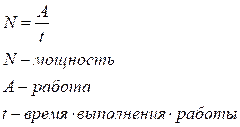 N = A/t
N – мощность
A – работа
t – время · выполнения · работы